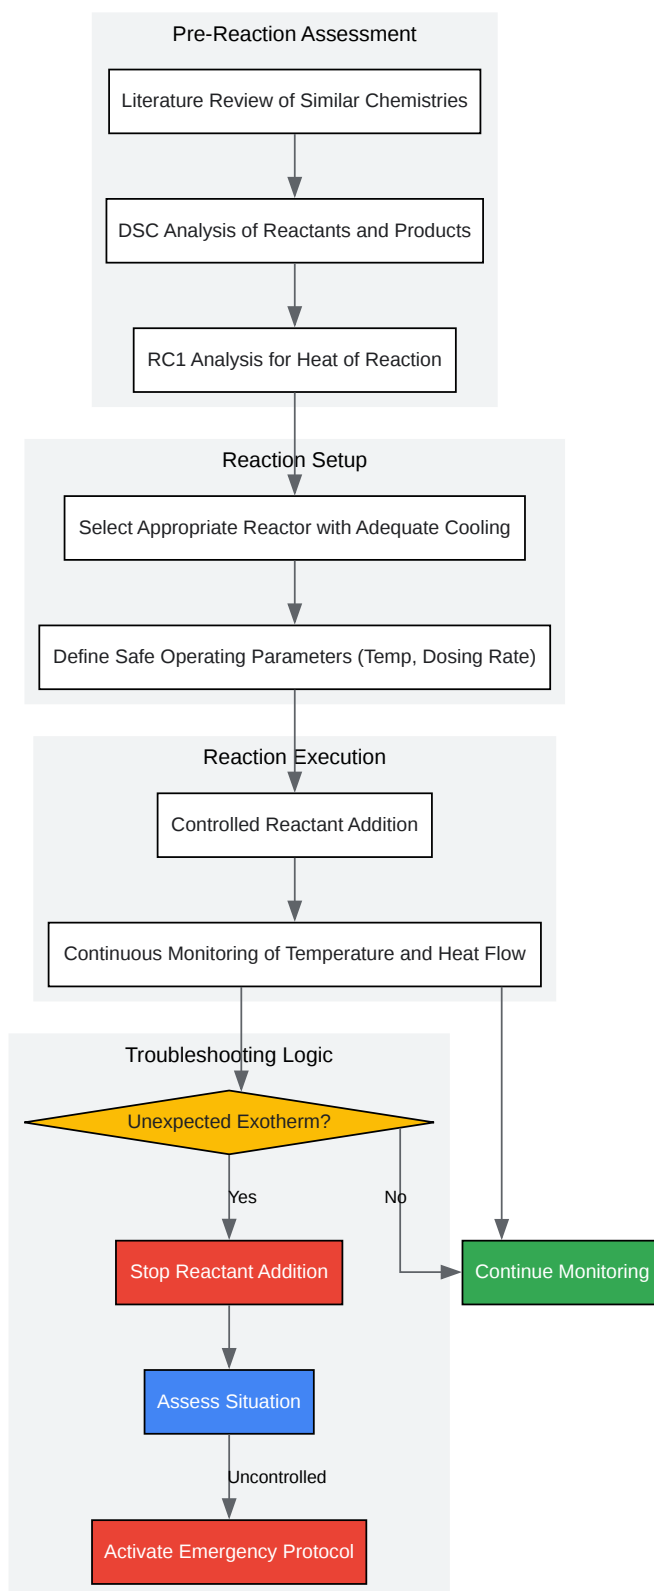 Pre-Reaction Assessment
Literature Review of Similar Chemistries
DSC Analysis of Reactants and Products
RC1 Analysis for Heat of Reaction
Reaction Setup
Select Appropriate Reactor with Adequate Cooling
Define Safe Operating Parameters (Temp, Dosing Rate)
Reaction Execution
Controlled Reactant Addition
Continuous Monitoring of Temperature and Heat Flow
Troubleshooting Logic
Unexpected Exotherm?
Yes
No
Stop Reactant Addition
Continue Monitoring
Assess Situation
Uncontrolled
Activate Emergency Protocol